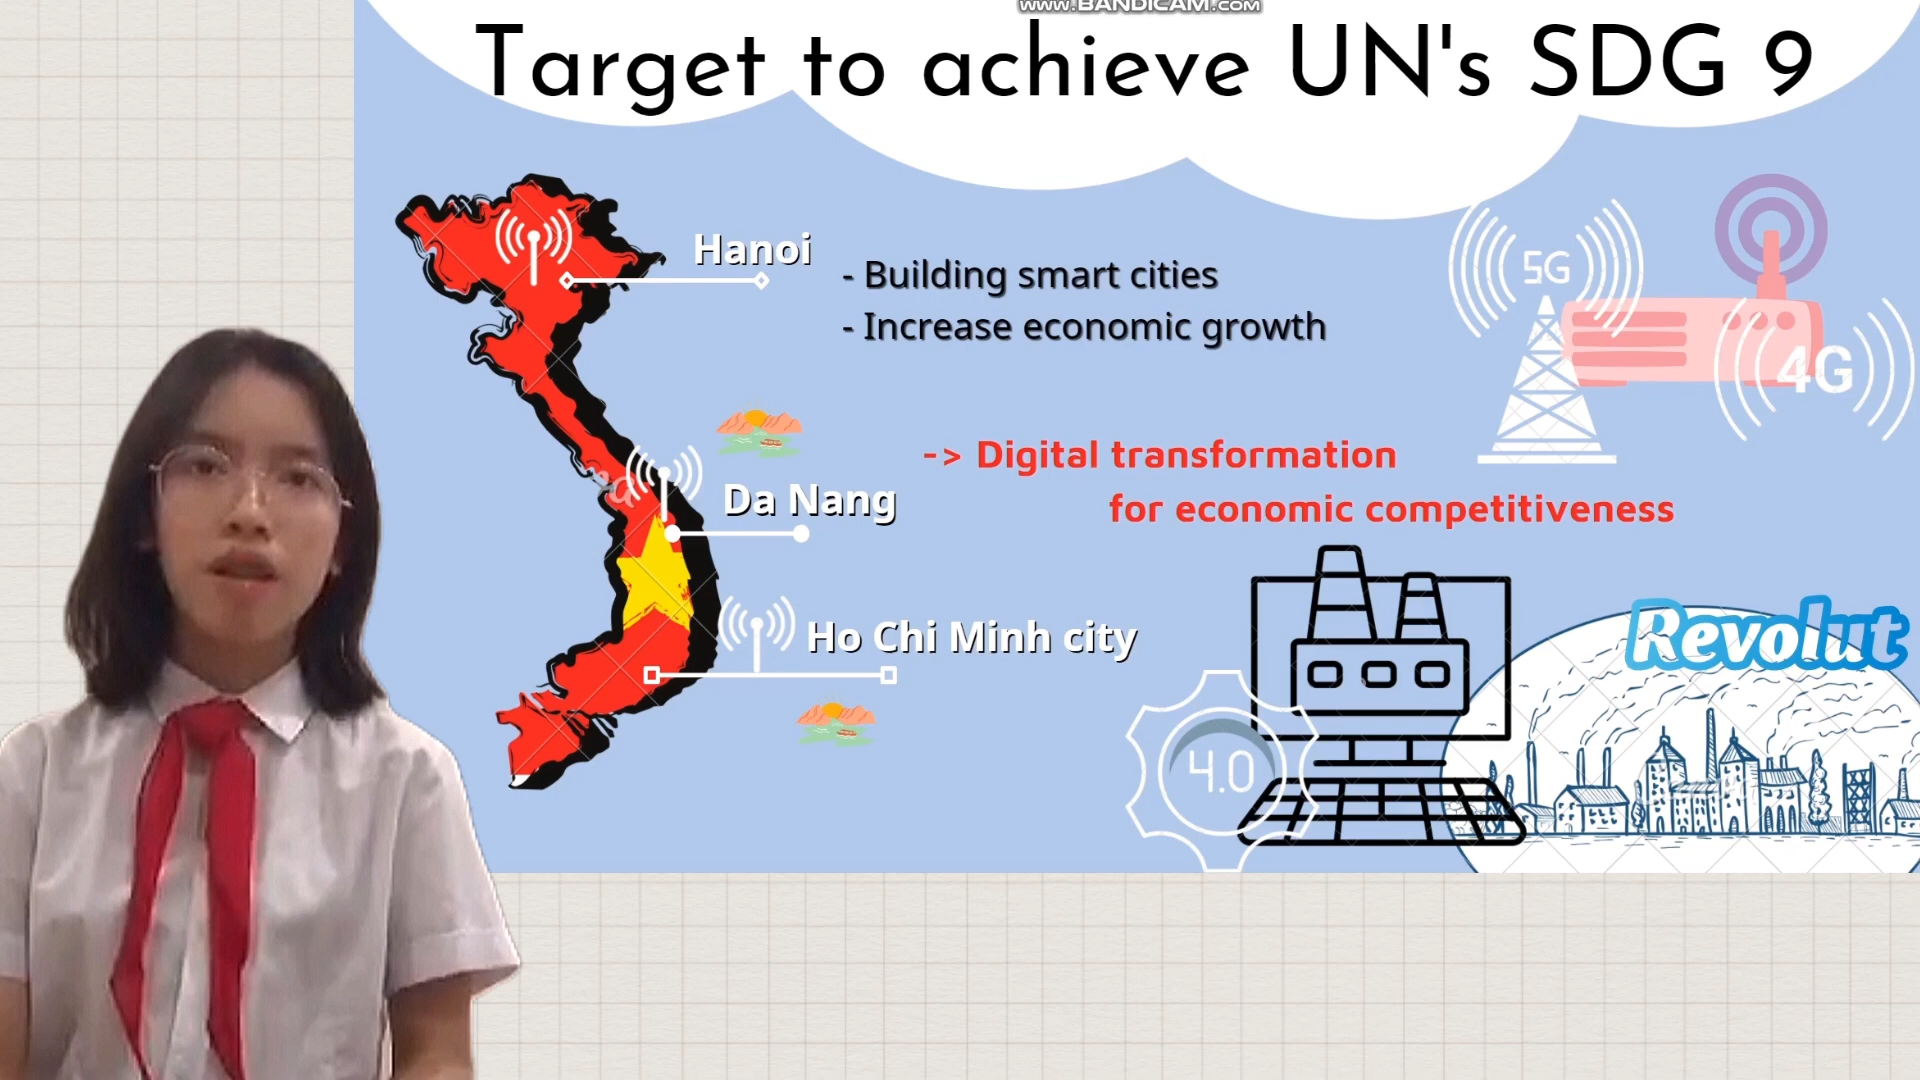 www.BANDICAM.com
Target to achieve UN's SDG 9
Hanoi
- Building smart cities
- Increase economic growth
5G
4G
-> Digital transformation
for economic competitiveness
Da Nang
Ho Chi Minh city
Revolut
4.0